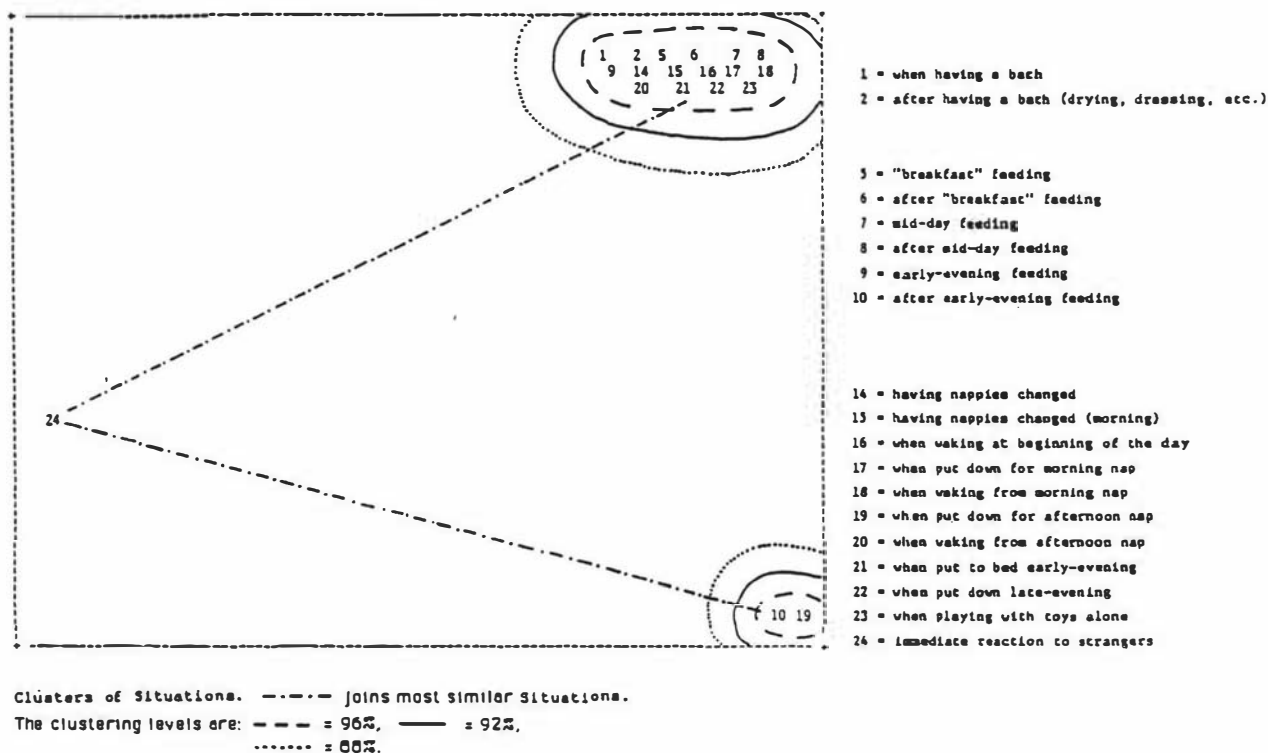 1 2 5 6 7 8
9 14 15 16 17 18
20 21 22 23
24
10 19
1 = when having a bath
2 = after having a bath (drying, dressing, etc.)
5 = "breakfast" feeding
6 = after "breakfast" feeding
7 = mid-day feeding
8 = after mid-day feeding
9 = early-evening feeding
10 = after early-evening feeding
14 = having nappies changed
15 = having nappies changed (morning)
16 = when waking at beginning of the day
17 = when put down for morning nap
18 = when waking from morning nap
19 = when put down for afternoon nap
20 = when waking from afternoon nap
21 = when put to bed early-evening
22 = when put down late-evening
23 = when playing with toys alone
24 = immediate reaction to strangers
Clusters of Situations. joins most similar situations.
The clustering levels are: = 96%, = 92%,
= 88%.